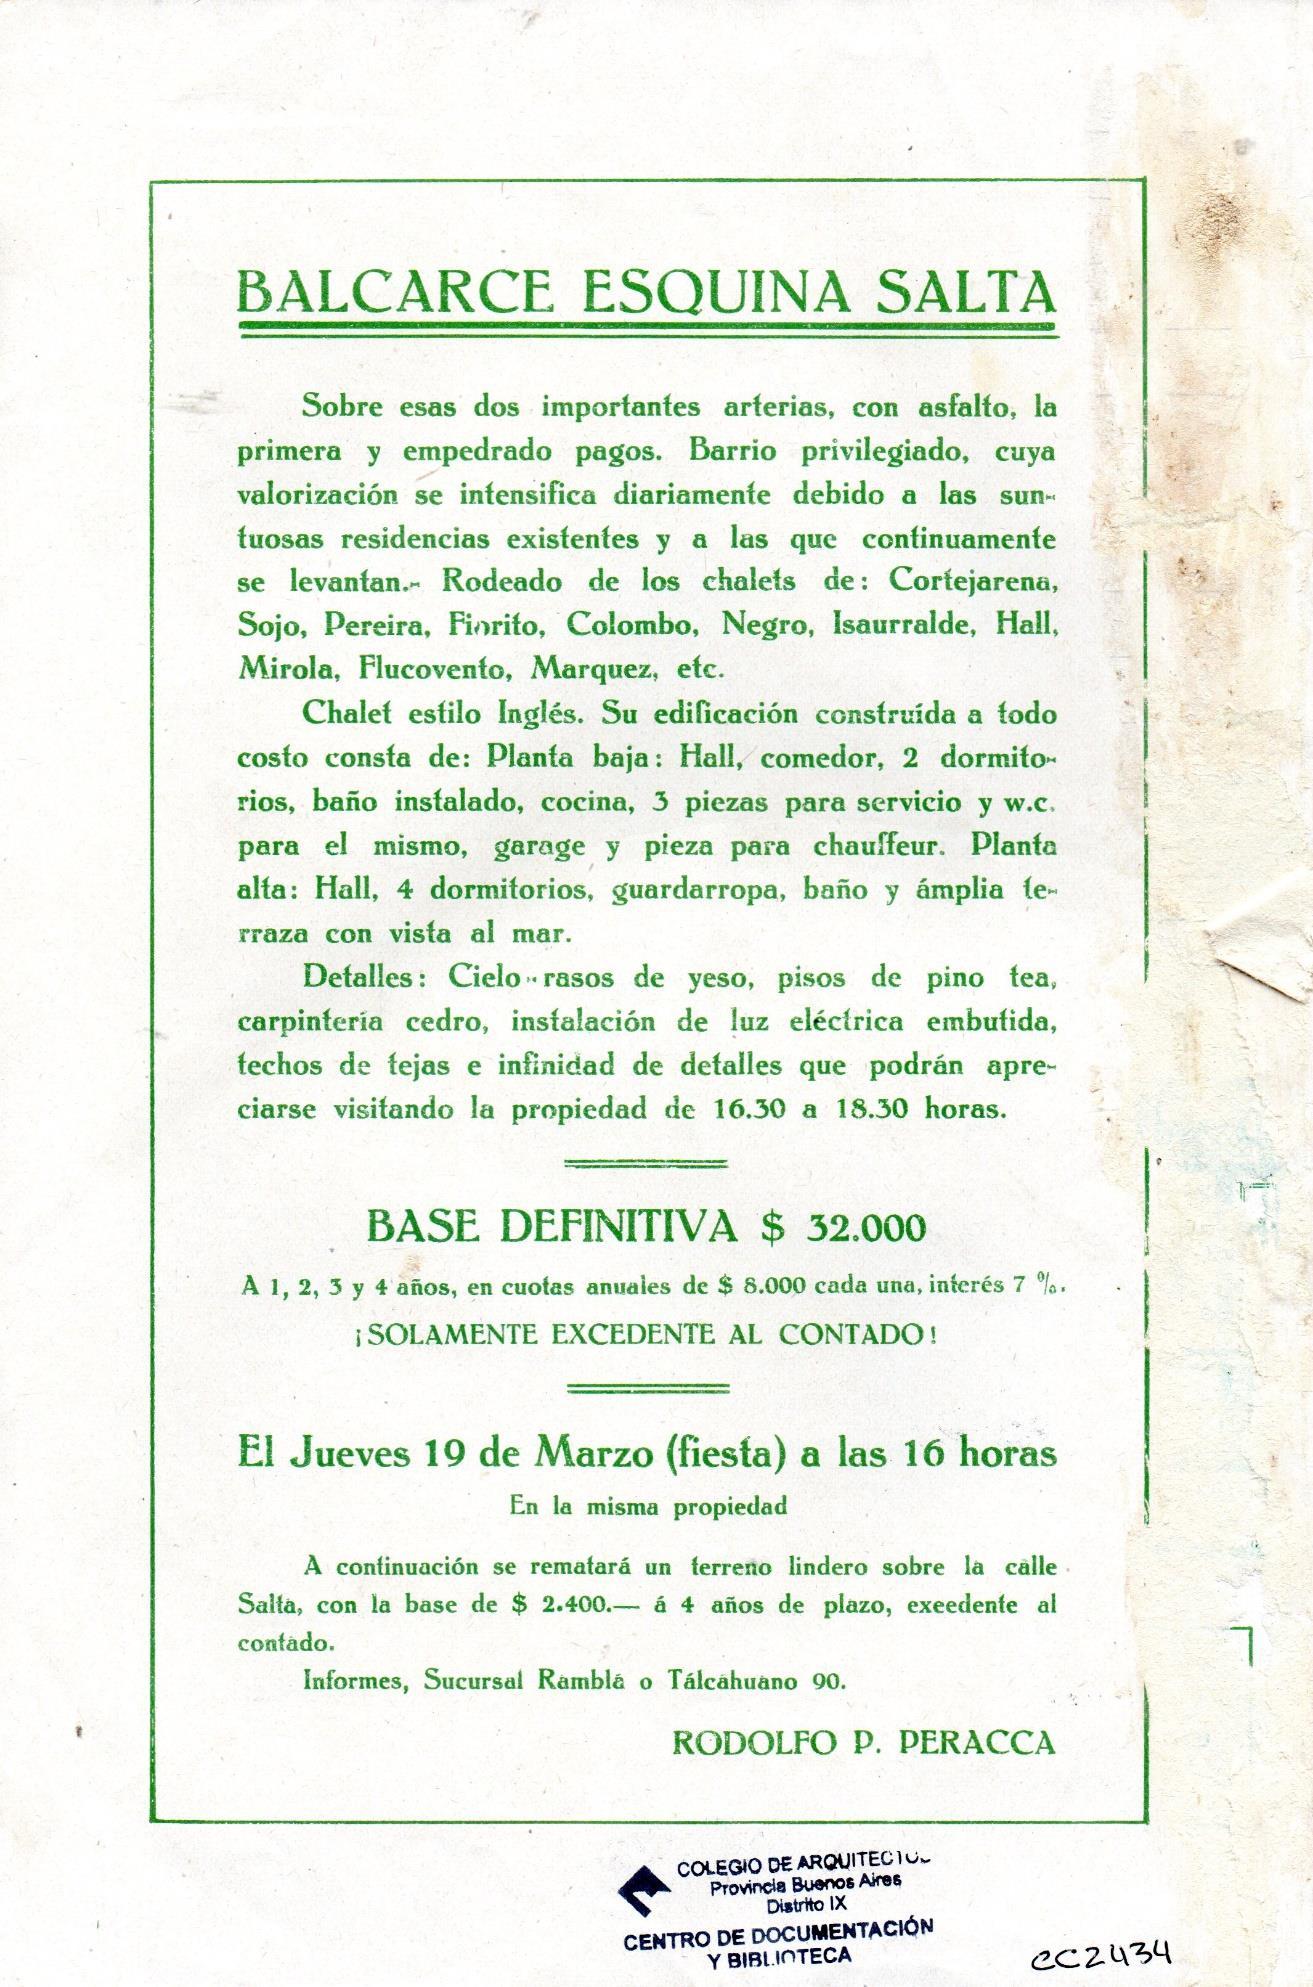 BALCARCE ESQUINA SALTA
Sobre esas dos importantes arterias, con asfalto, la
primera y empedrado pagos. Barrio privilegiado, cuya
valorización se intensifica diariamente debido a las sun-
tuosas residencias existentes y a las que continuamente
se levantan.- Rodeado de los chalets de: Cortejarena,
Sojo, Pereira, Fiorito, Colombo, Negro, Isaurralde, Hall,
Mirola, Flucovento, Marquez, etc.
Chalet estilo Inglés. Su edificación construída a todo
costo consta de: Planta baja: Hall, comedor, 2 dormito-
rios, baño instalado, cocina, 3 piezas para servicio y w.c.
para el mismo, garage y pieza para chauffeur. Planta
alta: Hall, 4 dormitorios, guardarropa, baño y ámplia te-
rraza con vista al mar.
Detalles: Cielo-rasos de yeso, pisos de pino tea,
carpintería cedro, instalación de luz eléctrica embutida,
techos de tejas e infinidad de detalles que podrán apre-
ciarse visitando la propiedad de 16.30 a 18.30 horas.
BASE DEFINITIVA $ 32.000
A 1, 2, 3 y 4 años, en cuotas anuales de $ 8.000 cada una, interés 7 %.
¡SOLAMENTE EXCEDENTE AL CONTADO!
El Jueves 19 de Marzo (fiesta) a las 16 horas
En la misma propiedad
A continuación se rematará un terreno lindero sobre la calle
Salta, con la base de $ 2.400.— á 4 años de plazo, exeedente al
contado.
Informes, Sucursal Rambla o Talcahuano 90.
RODOLFO P. PERACCA
COLEGIO DE ARQUITECTOS
Provincia Buenos Aires
Distrito IX
CENTRO DE DOCUMENTACIÓN
Y BIBLIOTECA
CC2434